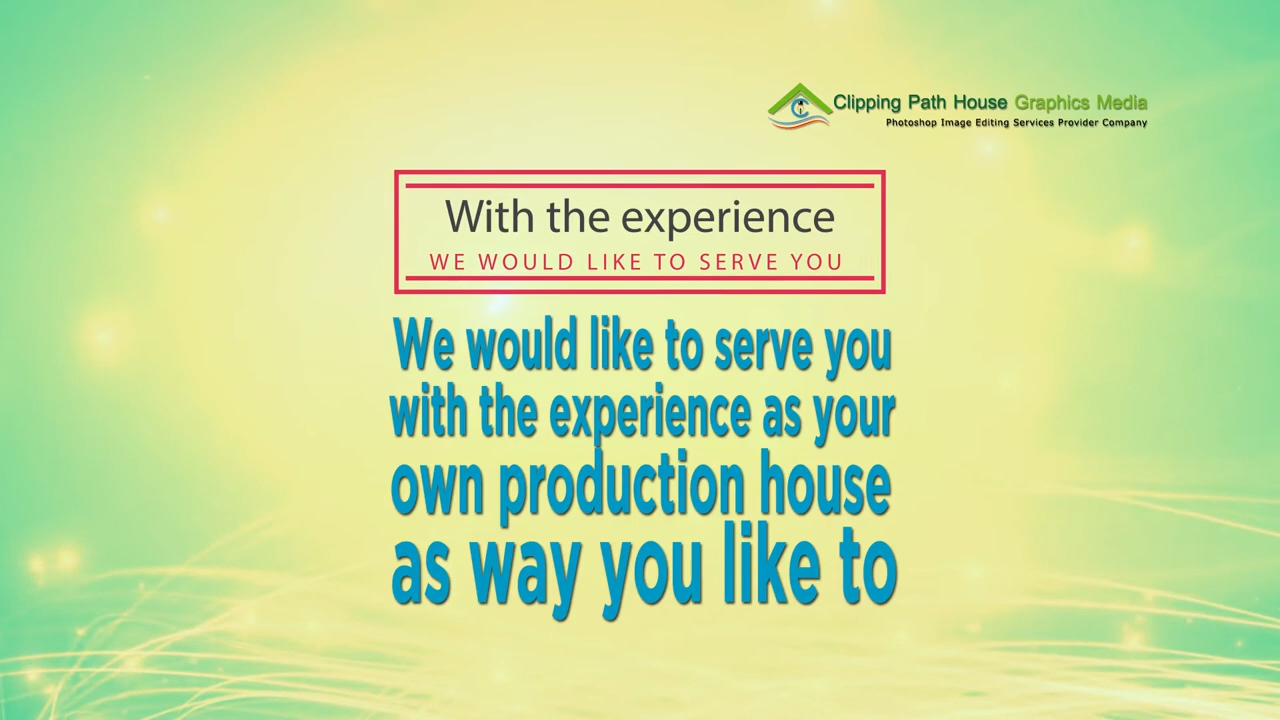 Clipping Path House Graphics Media
Photoshop Image Editing Services Provider Company
With the experience
WE WOULD LIKE TO SERVE YOU
We would like to serve you
with the experience as your
own production house
as way you like to